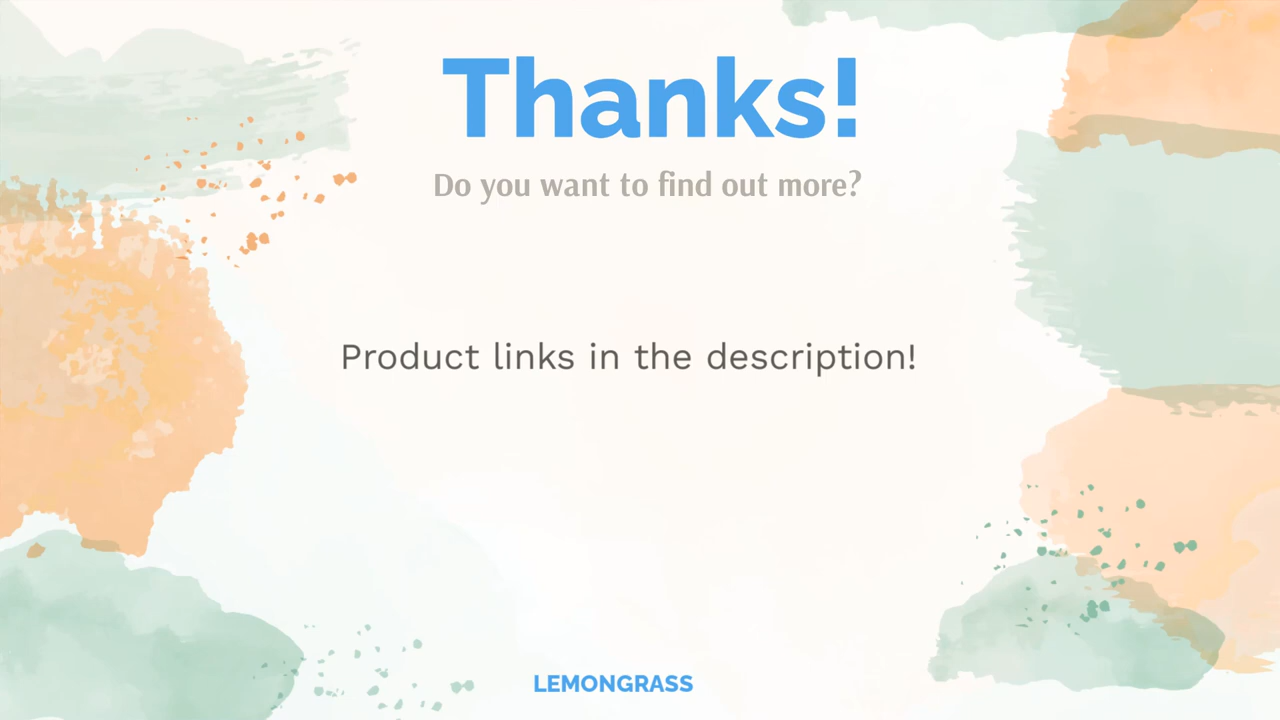 Thanks!
Do you want to find out more?
Product links in the description!
LEMONGRASS